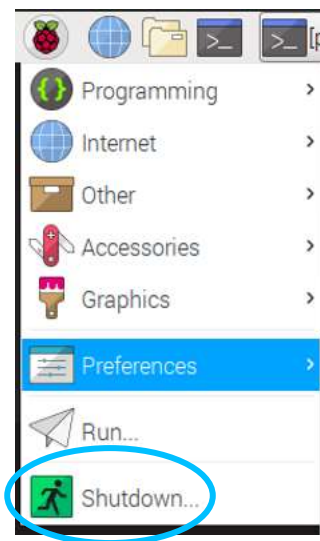 Programming
Internet
Other
Accessories
Graphics
Preferences
Run...
Shutdown...